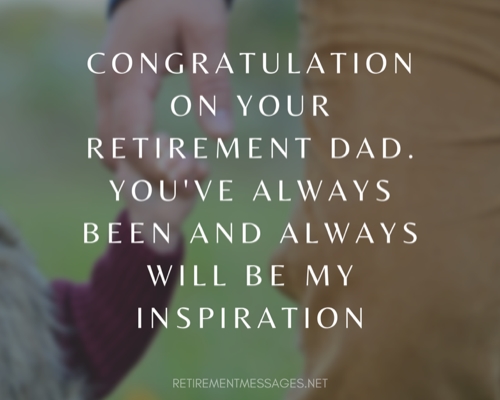 CONGRATULATION
ON YOUR
RETIREMENT DAD.
YOU'VE ALWAYS
BEEN AND ALWAYS
WILL BE MY
INSPIRATION
RETIREMENTMESSAGES.NET